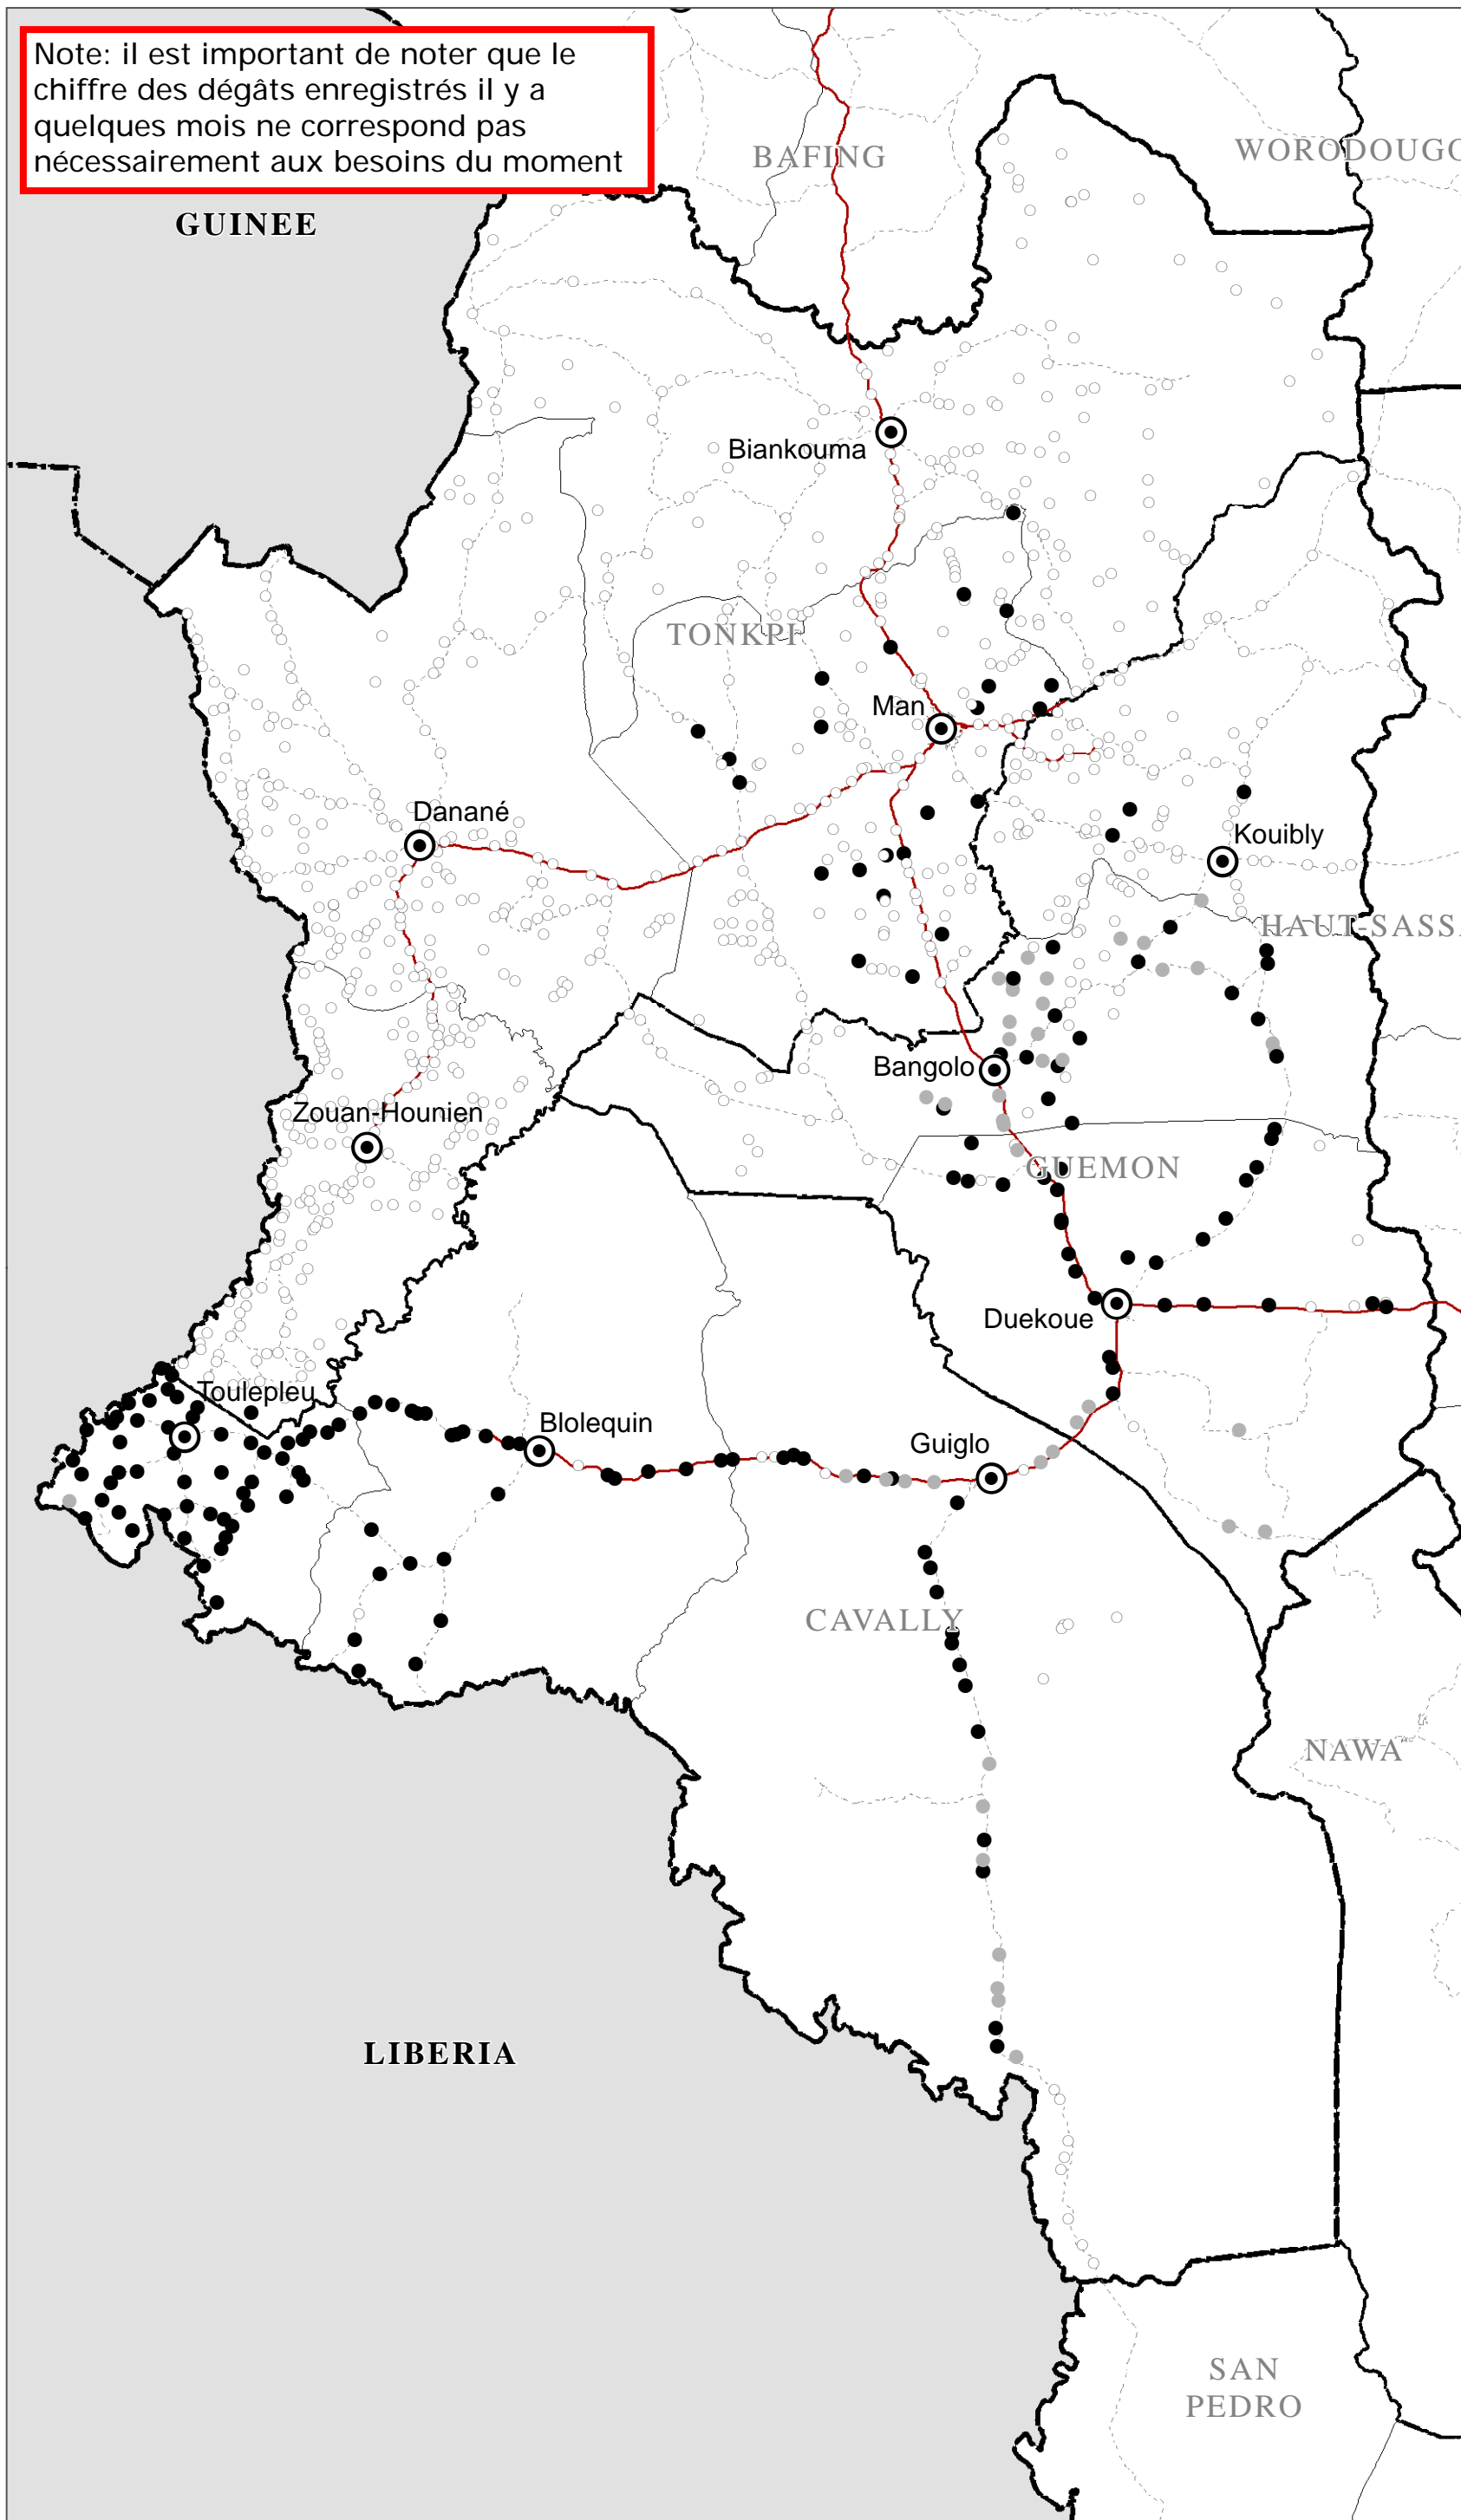 Note: il est important de noter que le
chiffre des dégâts enregistrés il y a
quelques mois ne correspond pas
nécessairement aux besoins du moment
BAFING
WORODOUGO
GUINEE
Biankouma
TONKPI
Man
Danané
Kouibly
HAUT-SASSA
Bangolo
Zouan-Hounien
GUEMON
Duekoue
Toulepleu
Blolequin
Guiglo
CAVALLY
NAWA
LIBERIA
SAN
PEDRO